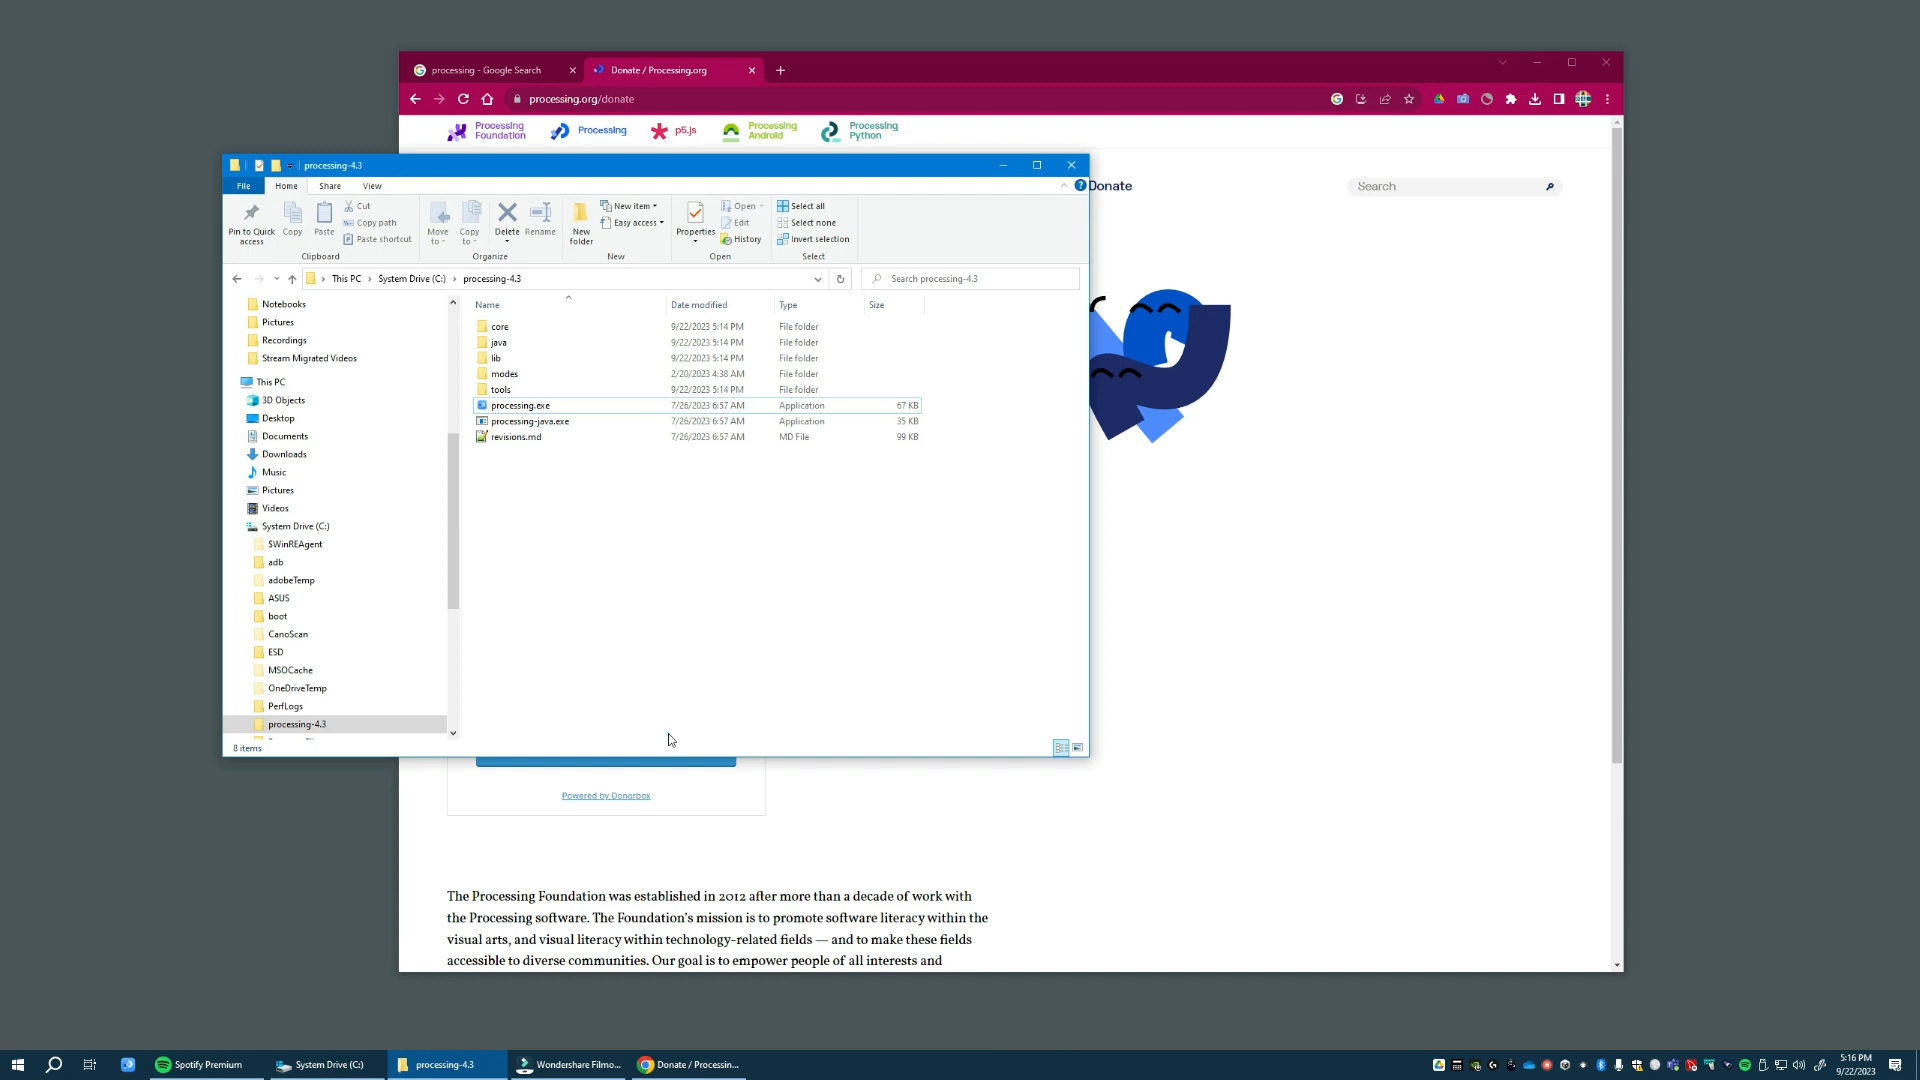 processing - Google Search
Donate / Processing.org
processing.org/donate
Processing Foundation
Processing
p5.js
Processing Android
Processing Python
Donate
Search
processing-4.3
File
Home
Share
View
Pin to Quick access
Copy
Paste
Cut
Copy path
Paste shortcut
Clipboard
Move to
Copy to
Delete
Rename
Organize
New folder
New item
Easy access
New
Properties
Open
Edit
History
Open
Select all
Select none
Invert selection
Select
This PC > System Drive (C:) > processing-4.3
Search processing-4.3
Notebooks
Pictures
Recordings
Stream Migrated Videos
This PC
3D Objects
Desktop
Documents
Downloads
Music
Pictures
Videos
System Drive (C:)
$WinREAgent
adb
adobeTemp
ASUS
boot
CanoScan
ESD
MSOCache
OneDriveTemp
PerfLogs
processing-4.3
Name Date modified Type Size
core 9/22/2023 5:14 PM File folder
java 9/22/2023 5:14 PM File folder
lib 9/22/2023 5:14 PM File folder
modes 2/20/2023 4:38 AM File folder
tools 9/22/2023 5:14 PM File folder
processing.exe 7/26/2023 6:57 AM Application 67 KB
processing-java.exe 7/26/2023 6:57 AM Application 35 KB
revisions.md 7/26/2023 6:57 AM MD File 99 KB
8 items
Powered by Donorbox
The Processing Foundation was established in 2012 after more than a decade of work with
the Processing software. The Foundation's mission is to promote software literacy within the
visual arts, and visual literacy within technology-related fields — and to make these fields
accessible to diverse communities. Our goal is to empower people of all interests and
Spotify Premium
System Drive (C:)
processing-4.3
Wondershare Filmo...
Donate / Processin...
5:16 PM
9/22/2023